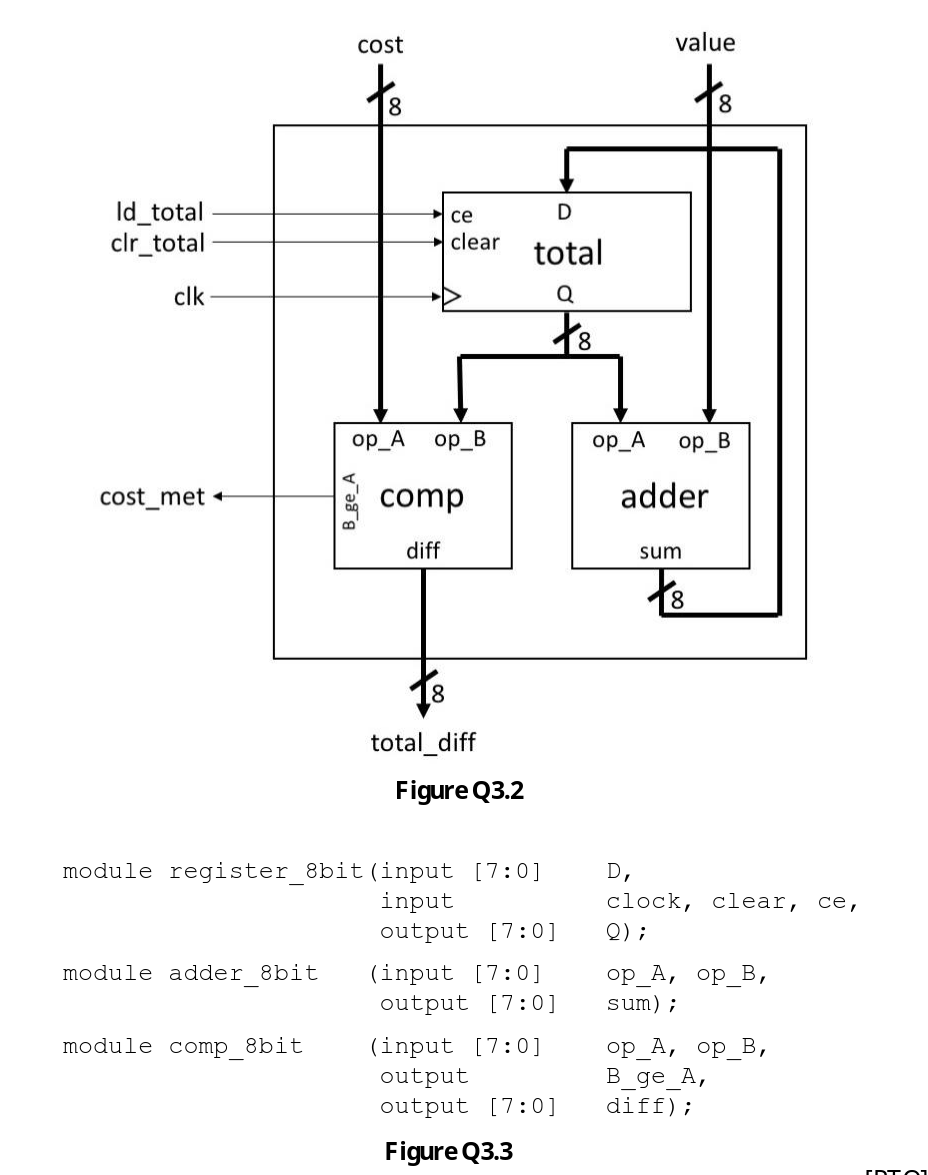 cost value
8 8
ld_total ce D
clr_total clear total
clk Q
8
op_A op_B op_A op_B
cost_met B_ge_A comp adder
diff sum
8
8
total_diff
Figure Q3.2
module register_8bit(input [7:0] D,
input clock, clear, ce,
output [7:0] Q);
module adder_8bit (input [7:0] op_A, op_B,
output [7:0] sum);
module comp_8bit (input [7:0] op_A, op_B,
output B_ge_A,
output [7:0] diff);
Figure Q3.3